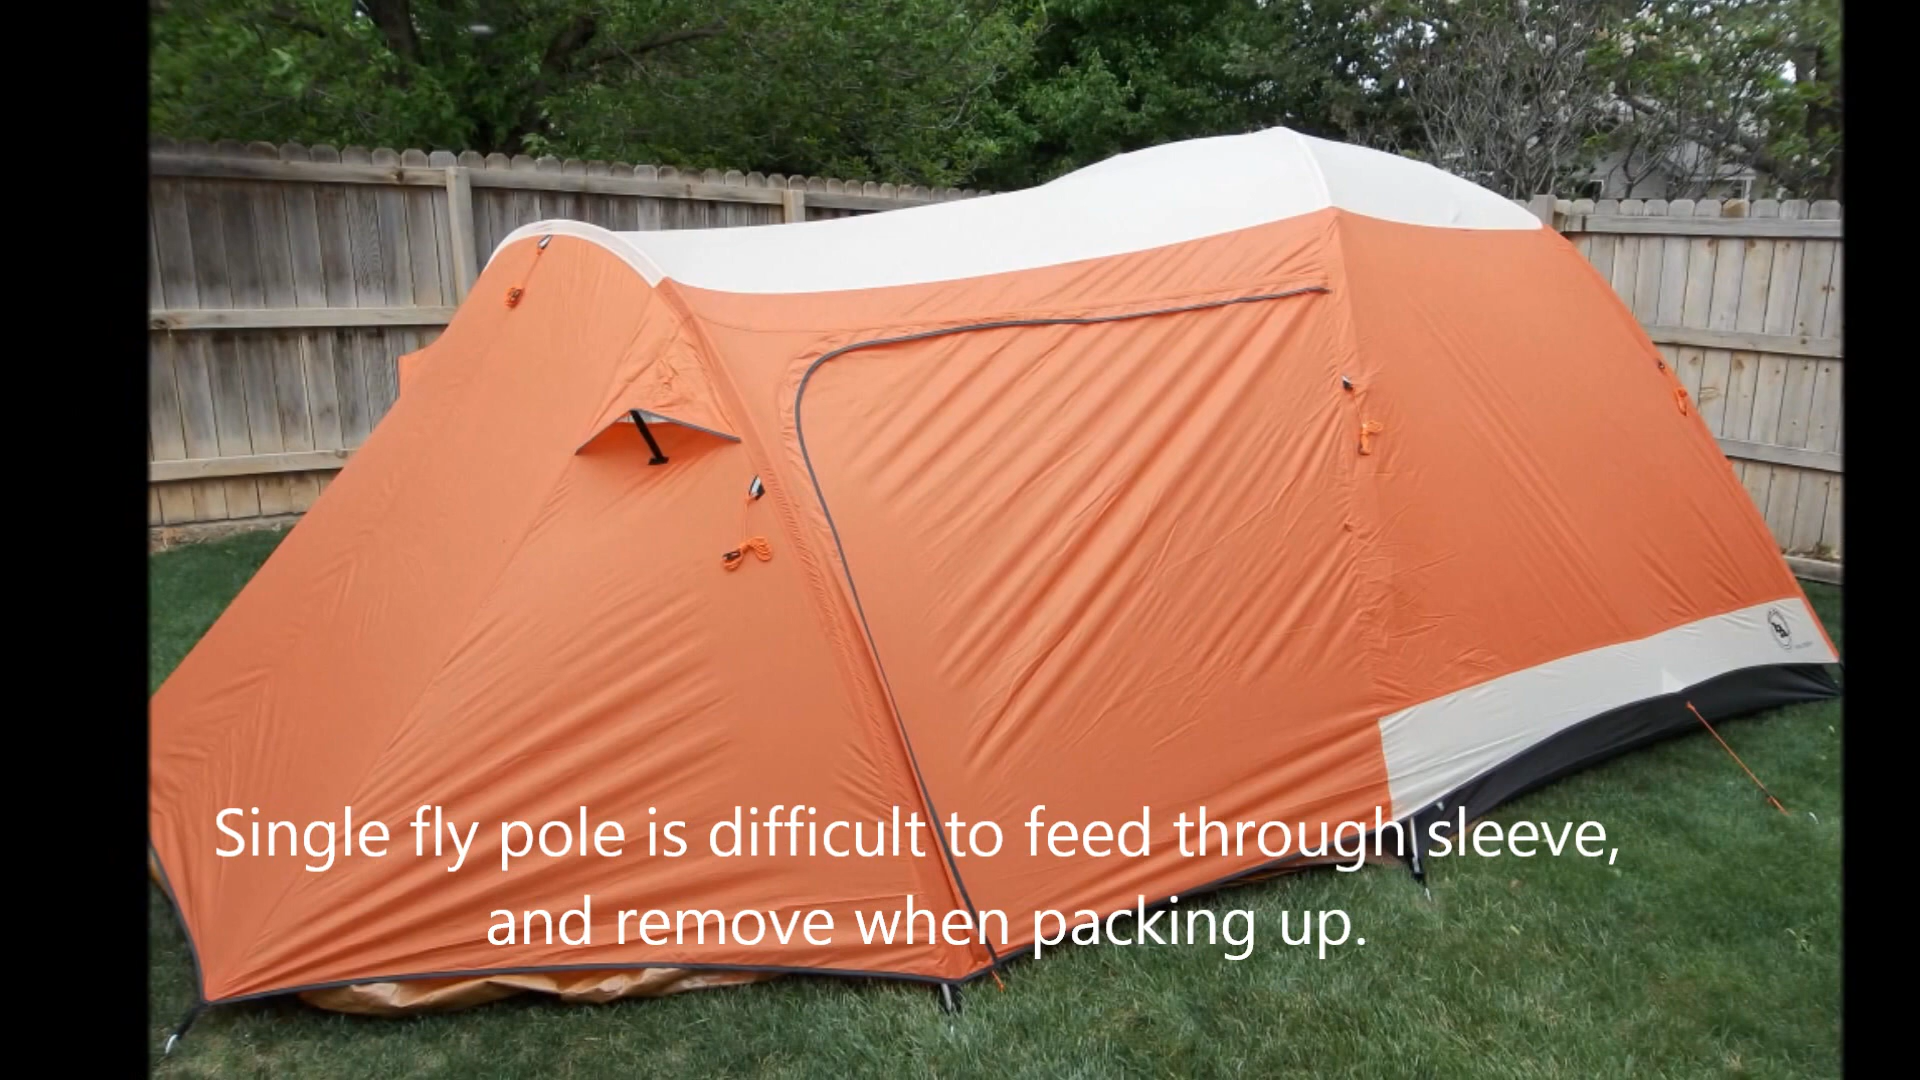 Single fly pole is difficult to feed through sleeve,
and remove when packing up.